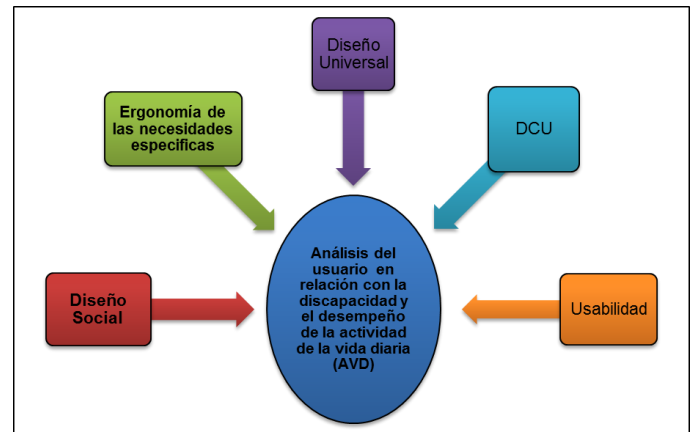 Diseño
Universal
Ergonomía de
las necesidades
especificas
DCU
Análisis del
usuario en
relación con la
discapacidad y
el desempeño
de la actividad
de la vida diaria
(AVD)
Diseño
Social
Usabilidad